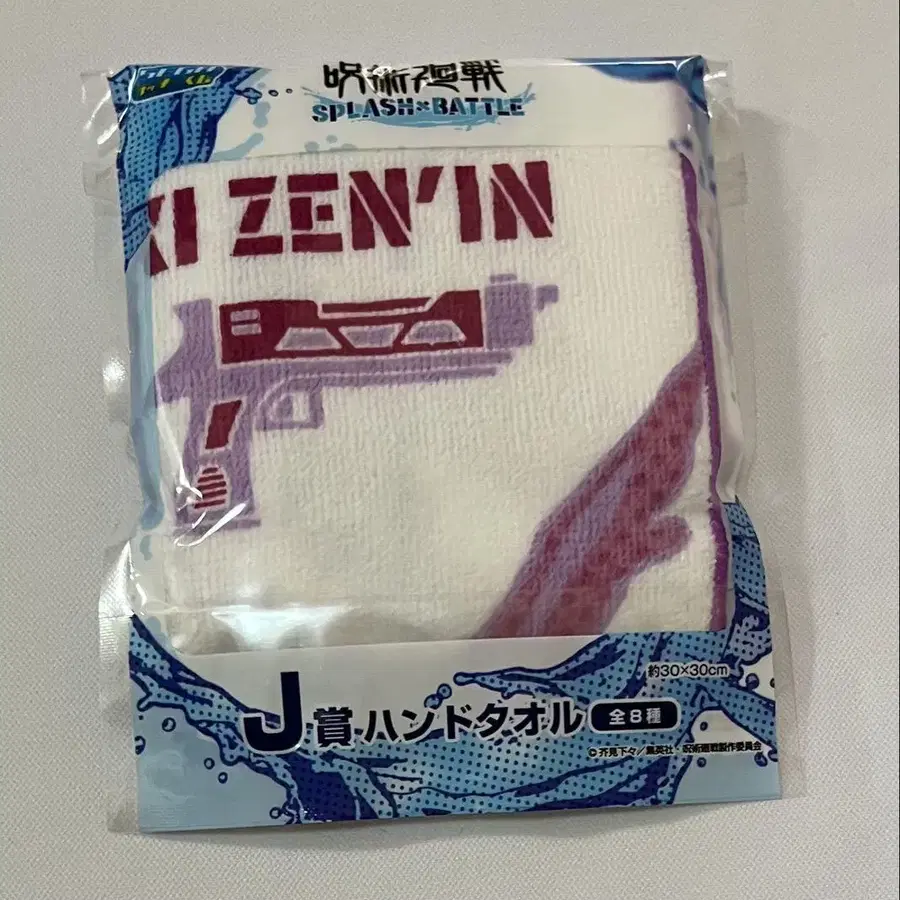 呪術廻戦
SPLASH×BATTLE
KI ZEN'IN
約30×30cm
J賞 ハンドタオル 全8種
©芥見下々／集英社・呪術廻戦製作委員会